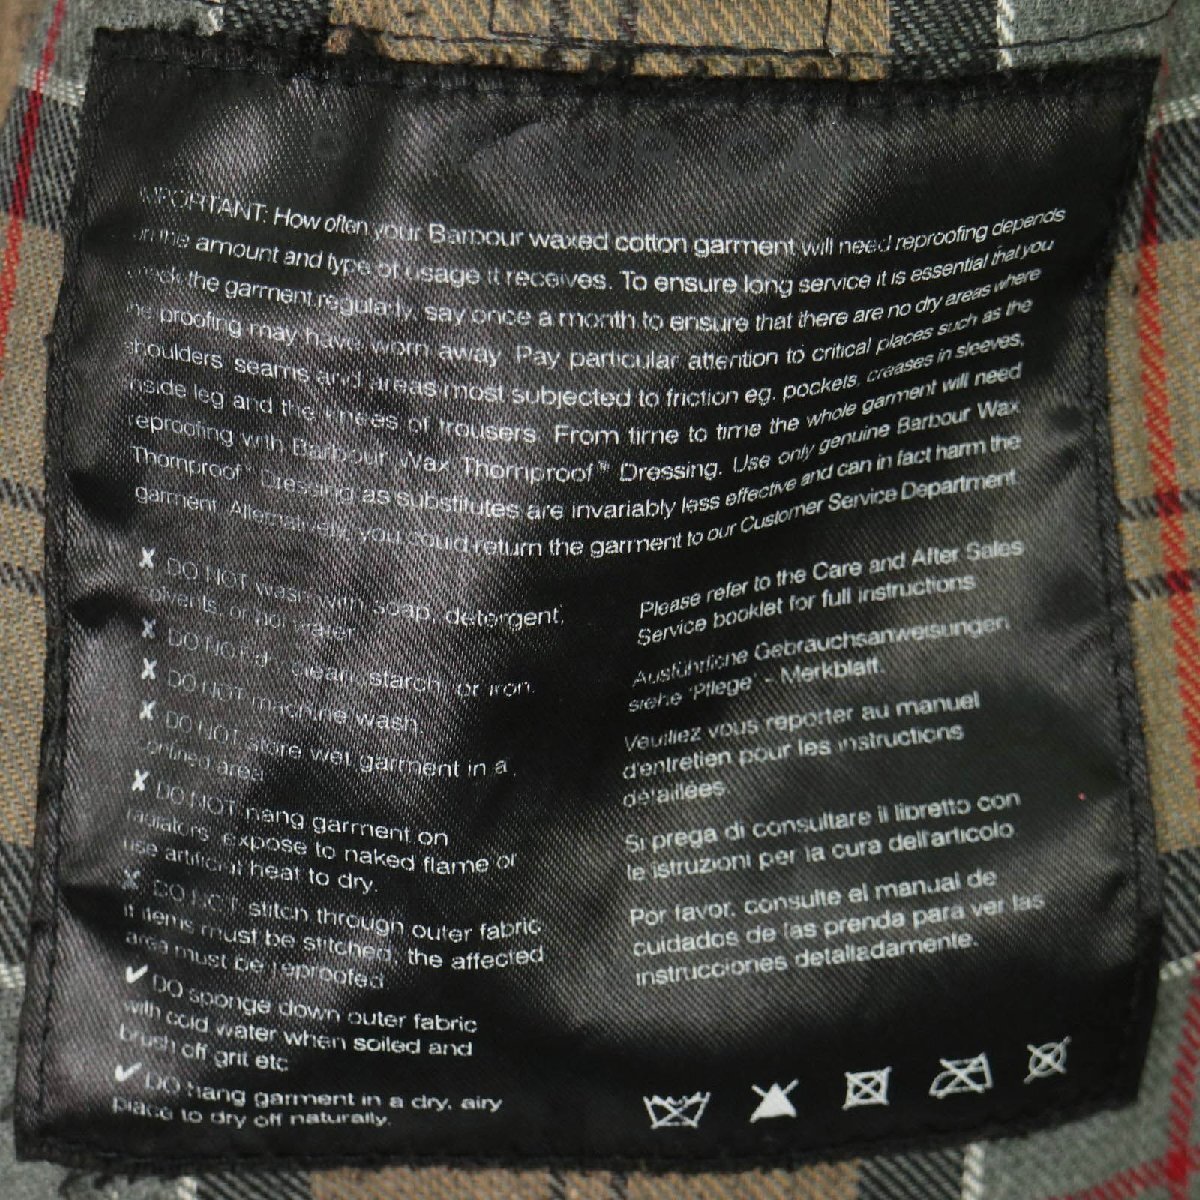 IMPORTANT: How often your Barbour waxed cotton garment will need reproofing depends
on the amount and type of usage it receives. To ensure long service it is essential that you
check the garment regularly, say once a month to ensure that there are no dry areas where
the proofing may have worn away. Pay particular attention to critical places such as the
shoulders, seams and areas most subjected to friction eg. pockets, creases in sleeves,
inside leg and the knees of trousers. From time to time the whole garment will need
reproofing with Barbour Wax Thornproof™ Dressing. Use only genuine Barbour Wax
Thornproof Dressing as substitutes are invariably less effective and can in fact harm the
garment. Alternatively, you could return the garment to our Customer Service Department.
✗ DO NOT wash with soap, detergent,
solvents, or hot water.
✗ DO NOT dry clean, starch, or iron.
✗ DO NOT machine wash.
✗ DO NOT store wet garment in a
confined area.
✗ DO NOT hang garment on
radiators, expose to naked flame or
use artificial heat to dry.
✗ DO NOT stitch through outer fabric
if items must be stitched, the affected
area must be reproofed
✓ DO sponge down outer fabric
with cold water when soiled and
brush off grit etc
✓ DO hang garment in a dry, airy
place to dry off naturally.
Please refer to the Care and After Sales
Service booklet for full instructions
Ausführliche Gebrauchsanweisungen
siehe 'Pflege' - Merkblatt.
Veuillez vous reporter au manuel
d'entretien pour les instructions
détaillées.
Si prega di consultare il libretto con
le istruzioni per la cura dell'articolo
Por favor, consulte el manual de
cuidados de las prenda para ver las
instrucciones detalladamente.